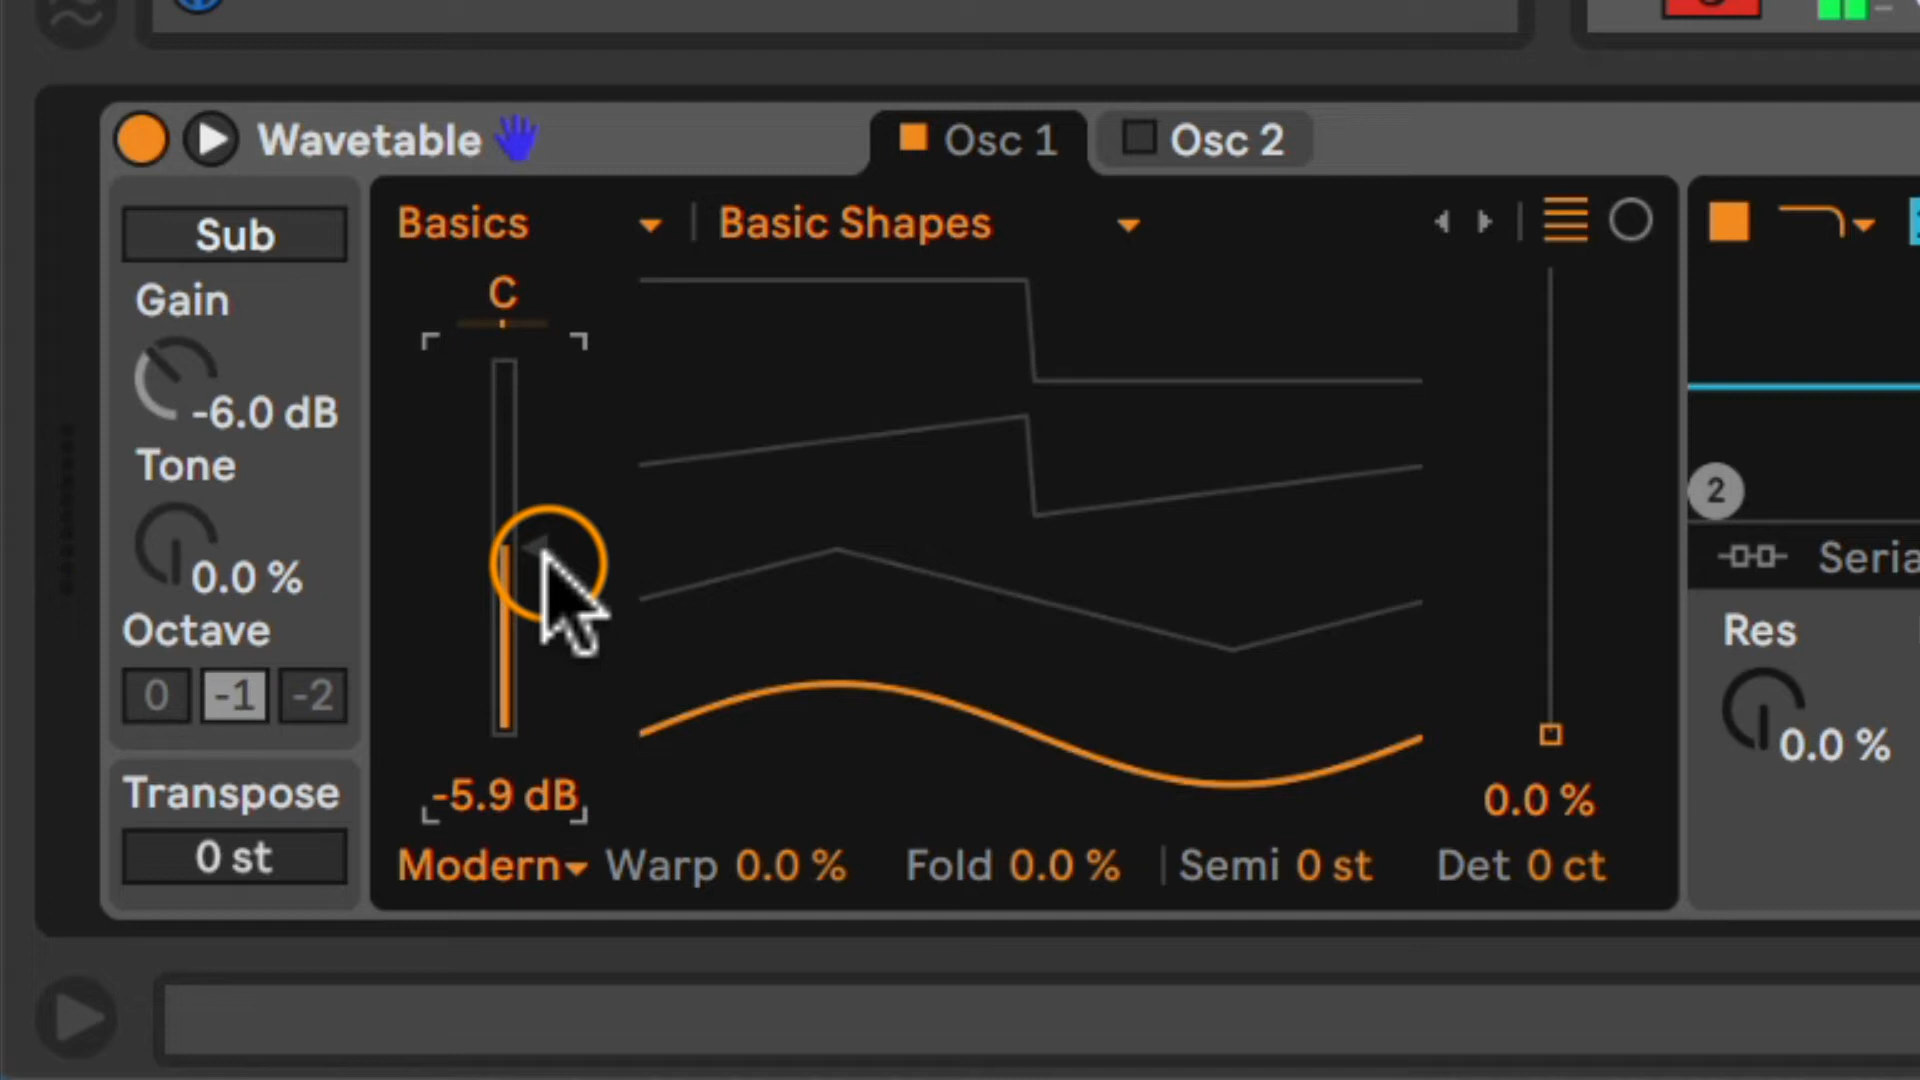 Wavetable
Osc 1
Osc 2
Sub
Basics
Basic Shapes
Gain
C
-6.0 dB
Tone
0.0 %
2
Octave
0 -1 -2
Res
0.0 %
Transpose
-5.9 dB
0.0 %
0 st
Modern Warp 0.0 % Fold 0.0 % Semi 0 st Det 0 ct